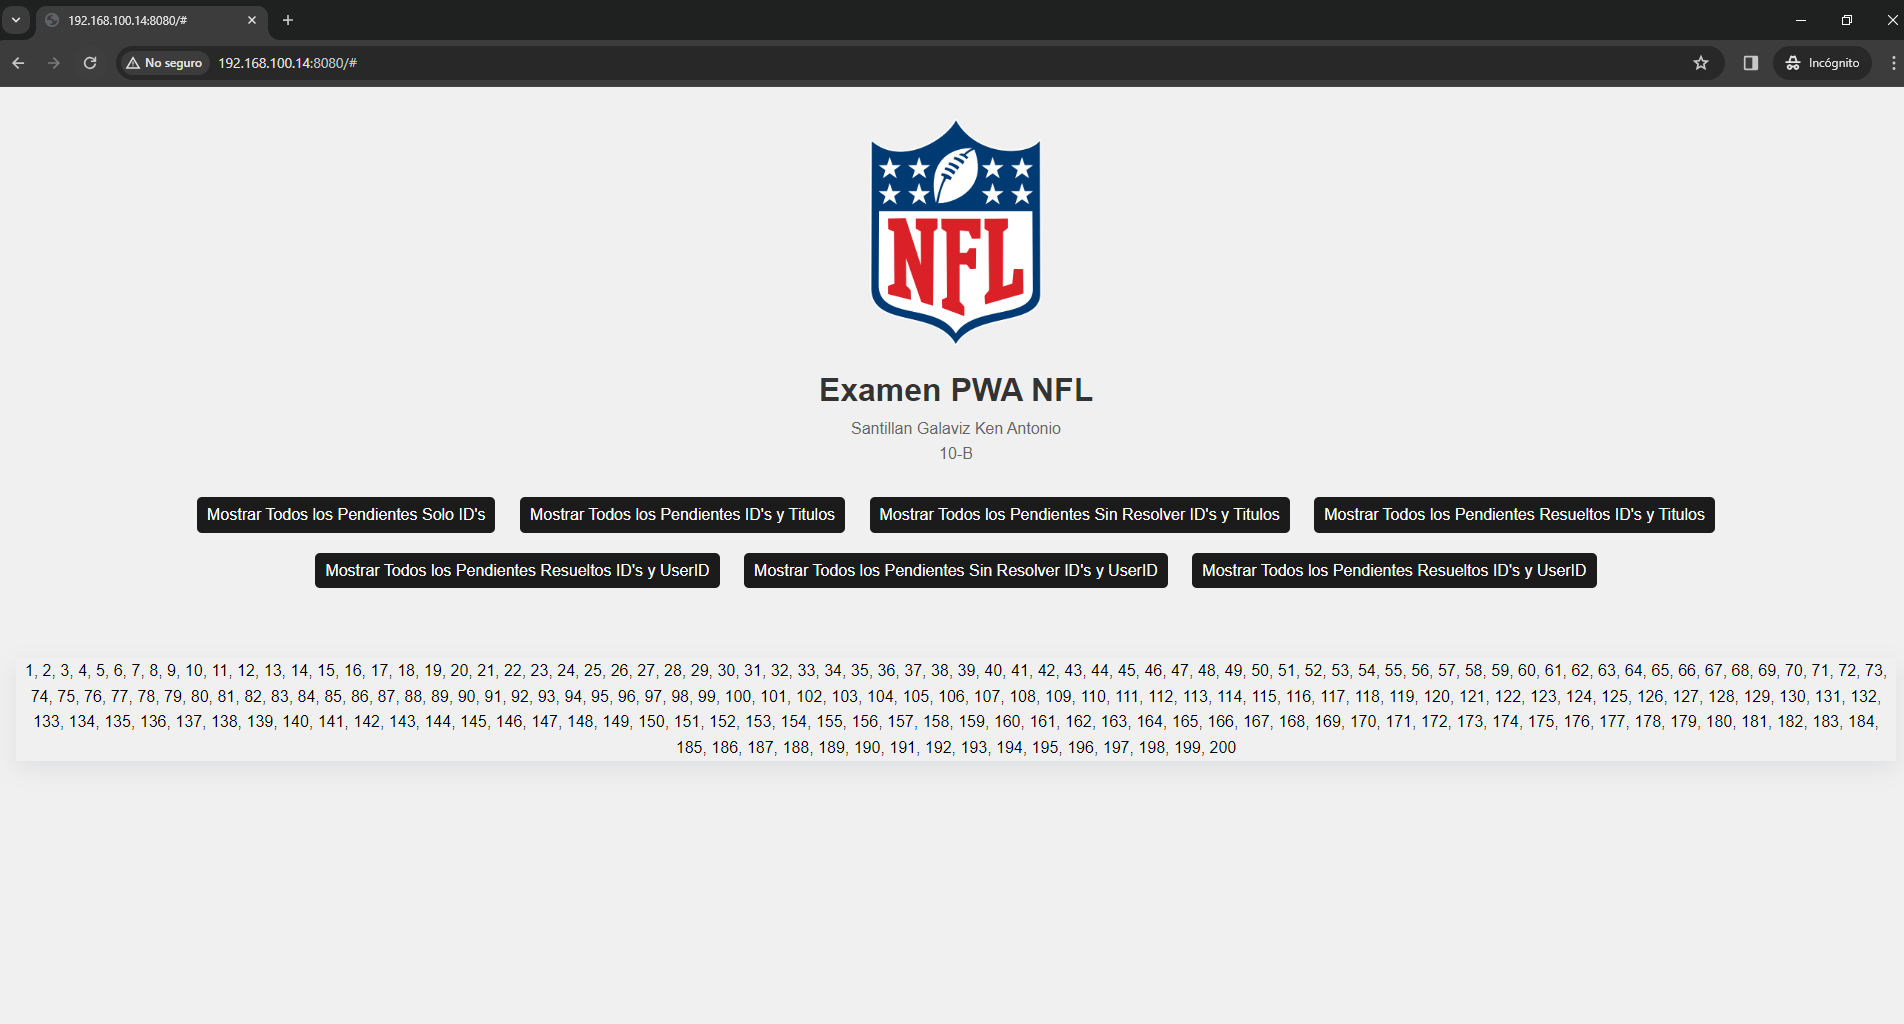 192.168.100.14:8080/#
No seguro
192.168.100.14:8080/#
Incógnito
NFL
Examen PWA NFL
Santillan Galaviz Ken Antonio
10-B
Mostrar Todos los Pendientes Solo ID's
Mostrar Todos los Pendientes ID's y Titulos
Mostrar Todos los Pendientes Sin Resolver ID's y Titulos
Mostrar Todos los Pendientes Resueltos ID's y Titulos
Mostrar Todos los Pendientes Resueltos ID's y UserID
Mostrar Todos los Pendientes Sin Resolver ID's y UserID
Mostrar Todos los Pendientes Resueltos ID's y UserID
1, 2, 3, 4, 5, 6, 7, 8, 9, 10, 11, 12, 13, 14, 15, 16, 17, 18, 19, 20, 21, 22, 23, 24, 25, 26, 27, 28, 29, 30, 31, 32, 33, 34, 35, 36, 37, 38, 39, 40, 41, 42, 43, 44, 45, 46, 47, 48, 49, 50, 51, 52, 53, 54, 55, 56, 57, 58, 59, 60, 61, 62, 63, 64, 65, 66, 67, 68, 69, 70, 71, 72, 73,
74, 75, 76, 77, 78, 79, 80, 81, 82, 83, 84, 85, 86, 87, 88, 89, 90, 91, 92, 93, 94, 95, 96, 97, 98, 99, 100, 101, 102, 103, 104, 105, 106, 107, 108, 109, 110, 111, 112, 113, 114, 115, 116, 117, 118, 119, 120, 121, 122, 123, 124, 125, 126, 127, 128, 129, 130, 131, 132,
133, 134, 135, 136, 137, 138, 139, 140, 141, 142, 143, 144, 145, 146, 147, 148, 149, 150, 151, 152, 153, 154, 155, 156, 157, 158, 159, 160, 161, 162, 163, 164, 165, 166, 167, 168, 169, 170, 171, 172, 173, 174, 175, 176, 177, 178, 179, 180, 181, 182, 183, 184,
185, 186, 187, 188, 189, 190, 191, 192, 193, 194, 195, 196, 197, 198, 199, 200